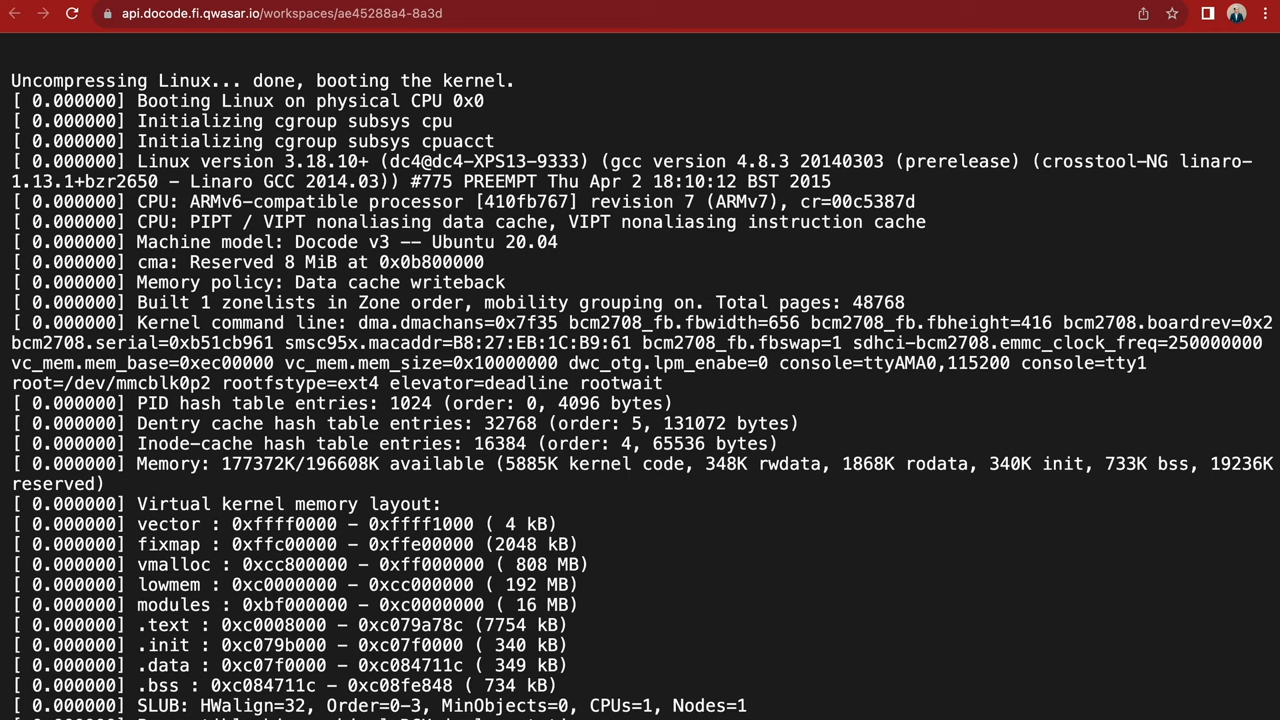 api.docode.fi.qwasar.io/workspaces/ae45288a4-8a3d
Uncompressing Linux... done, booting the kernel.
[ 0.000000] Booting Linux on physical CPU 0x0
[ 0.000000] Initializing cgroup subsys cpu
[ 0.000000] Initializing cgroup subsys cpuacct
[ 0.000000] Linux version 3.18.10+ (dc4@dc4-XPS13-9333) (gcc version 4.8.3 20140303 (prerelease) (crosstool-NG linaro-
1.13.1+bzr2650 - Linaro GCC 2014.03)) #775 PREEMPT Thu Apr 2 18:10:12 BST 2015
[ 0.000000] CPU: ARMv6-compatible processor [410fb767] revision 7 (ARMv7), cr=00c5387d
[ 0.000000] CPU: PIPT / VIPT nonaliasing data cache, VIPT nonaliasing instruction cache
[ 0.000000] Machine model: Docode v3 -- Ubuntu 20.04
[ 0.000000] cma: Reserved 8 MiB at 0x0b800000
[ 0.000000] Memory policy: Data cache writeback
[ 0.000000] Built 1 zonelists in Zone order, mobility grouping on. Total pages: 48768
[ 0.000000] Kernel command line: dma.dmachans=0x7f35 bcm2708_fb.fbwidth=656 bcm2708_fb.fbheight=416 bcm2708.boardrev=0x2
bcm2708.serial=0xb51cb961 smsc95x.macaddr=B8:27:EB:1C:B9:61 bcm2708_fb.fbswap=1 sdhci-bcm2708.emmc_clock_freq=250000000
vc_mem.mem_base=0xec00000 vc_mem.mem_size=0x10000000 dwc_otg.lpm_enabe=0 console=ttyAMA0,115200 console=tty1
root=/dev/mmcblk0p2 rootfstype=ext4 elevator=deadline rootwait
[ 0.000000] PID hash table entries: 1024 (order: 0, 4096 bytes)
[ 0.000000] Dentry cache hash table entries: 32768 (order: 5, 131072 bytes)
[ 0.000000] Inode-cache hash table entries: 16384 (order: 4, 65536 bytes)
[ 0.000000] Memory: 177372K/196608K available (5885K kernel code, 348K rwdata, 1868K rodata, 340K init, 733K bss, 19236K
reserved)
[ 0.000000] Virtual kernel memory layout:
[ 0.000000] vector : 0xffff0000 - 0xffff1000 ( 4 kB)
[ 0.000000] fixmap : 0xffc00000 - 0xffe00000 (2048 kB)
[ 0.000000] vmalloc : 0xcc800000 - 0xff000000 ( 808 MB)
[ 0.000000] lowmem : 0xc0000000 - 0xcc000000 ( 192 MB)
[ 0.000000] modules : 0xbf000000 - 0xc0000000 ( 16 MB)
[ 0.000000] .text : 0xc0008000 - 0xc079a78c (7754 kB)
[ 0.000000] .init : 0xc079b000 - 0xc07f0000 ( 340 kB)
[ 0.000000] .data : 0xc07f0000 - 0xc084711c ( 349 kB)
[ 0.000000] .bss : 0xc084711c - 0xc08fe848 ( 734 kB)
[ 0.000000] SLUB: HWalign=32, Order=0-3, MinObjects=0, CPUs=1, Nodes=1